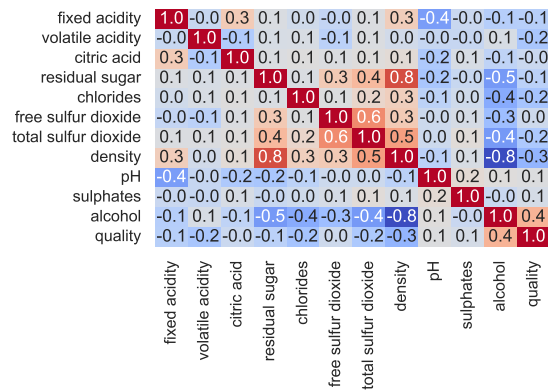 fixed acidity 1.0 -0.0 0.3 0.1 0.0 -0.0 0.1 0.3 -0.4 -0.0 -0.1 -0.1
volatile acidity -0.0 1.0 -0.1 0.1 0.1 -0.1 0.1 0.0 -0.0 -0.0 0.1 -0.2
citric acid 0.3 -0.1 1.0 0.1 0.1 0.1 0.1 0.1 -0.2 0.1 -0.1 -0.0
residual sugar 0.1 0.1 0.1 1.0 0.1 0.3 0.4 0.8 -0.2 -0.0 -0.5 -0.1
chlorides 0.0 0.1 0.1 0.1 1.0 0.1 0.2 0.3 -0.1 0.0 -0.4 -0.2
free sulfur dioxide -0.0 -0.1 0.1 0.3 0.1 1.0 0.6 0.3 -0.0 0.1 -0.3 0.0
total sulfur dioxide 0.1 0.1 0.1 0.4 0.2 0.6 1.0 0.5 0.0 0.1 -0.4 -0.2
density 0.3 0.0 0.1 0.8 0.3 0.3 0.5 1.0 -0.1 0.1 -0.8 -0.3
pH -0.4 -0.0 -0.2 -0.2 -0.1 -0.0 0.0 -0.1 1.0 0.2 0.1 0.1
sulphates -0.0 -0.0 0.1 -0.0 0.0 0.1 0.1 0.1 0.2 1.0 -0.0 0.1
alcohol -0.1 0.1 -0.1 -0.5 -0.4 -0.3 -0.4 -0.8 0.1 -0.0 1.0 0.4
quality -0.1 -0.2 -0.0 -0.1 -0.2 0.0 -0.2 -0.3 0.1 0.1 0.4 1.0
fixed acidity
volatile acidity
citric acid
residual sugar
chlorides
free sulfur dioxide
total sulfur dioxide
density
pH
sulphates
alcohol
quality